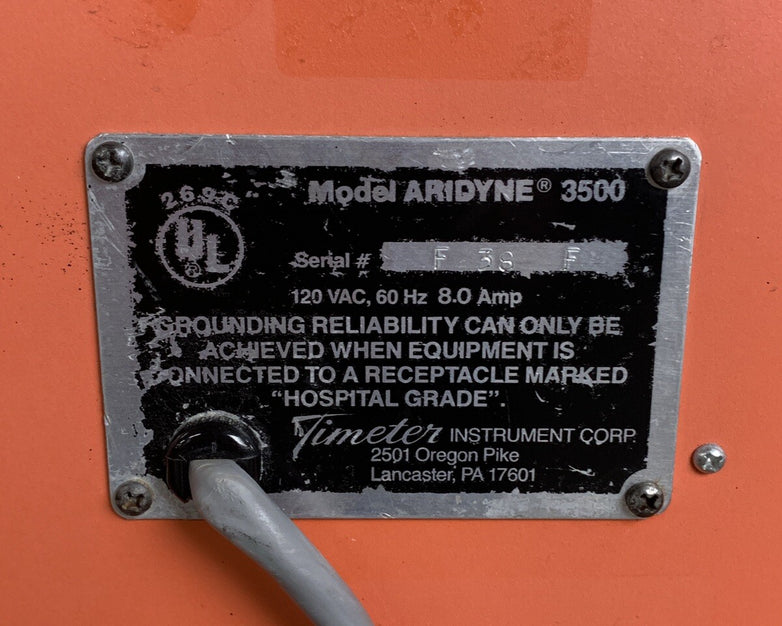 Model ARIDYNE® 3500
UL
®
Serial # F 38 F
120 VAC, 60 Hz 8.0 Amp
GROUNDING RELIABILITY CAN ONLY BE
ACHIEVED WHEN EQUIPMENT IS
CONNECTED TO A RECEPTACLE MARKED
“HOSPITAL GRADE”.
Timeter INSTRUMENT CORP.
2501 Oregon Pike
Lancaster, PA 17601